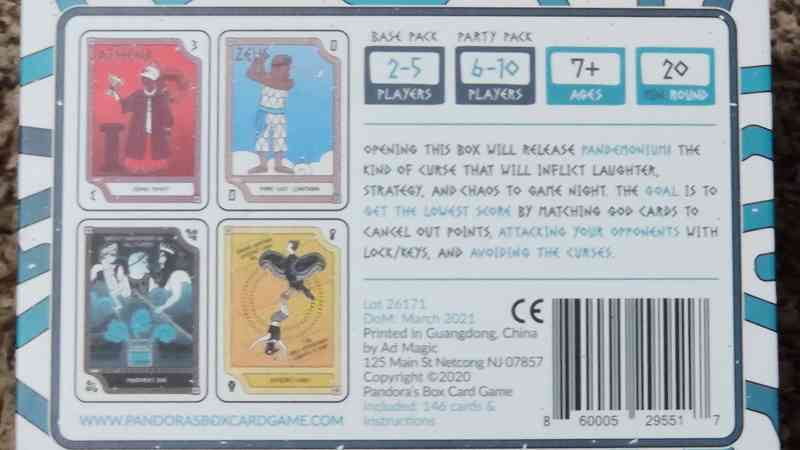 ATHENA
3
ZEUS
0
BASE PACK
PARTY PACK
2-5
PLAYERS
6-10
PLAYERS
7+
AGES
20
MIN ROUND
OPENING THIS BOX WILL RELEASE PANDEMONIUM! THE
KIND OF CURSE THAT WILL INFLICT LAUGHTER,
STRATEGY, AND CHAOS TO GAME NIGHT. THE GOAL IS TO
GET THE LOWEST SCORE BY MATCHING GOD CARDS TO
CANCEL OUT POINTS, ATTACKING YOUR OPPONENTS WITH
LOCK/KEYS, AND AVOIDING THE CURSES.
Lot 26171
DoM: March 2021
Printed in Guangdong, China
by Ad Magic
125 Main St Netcong NJ 07857
Copyright ©2020
Pandora's Box Card Game
Included: 146 cards &
Instructions
CE
8 60005 29551 7
WWW.PANDORASBOXCARDGAME.COM